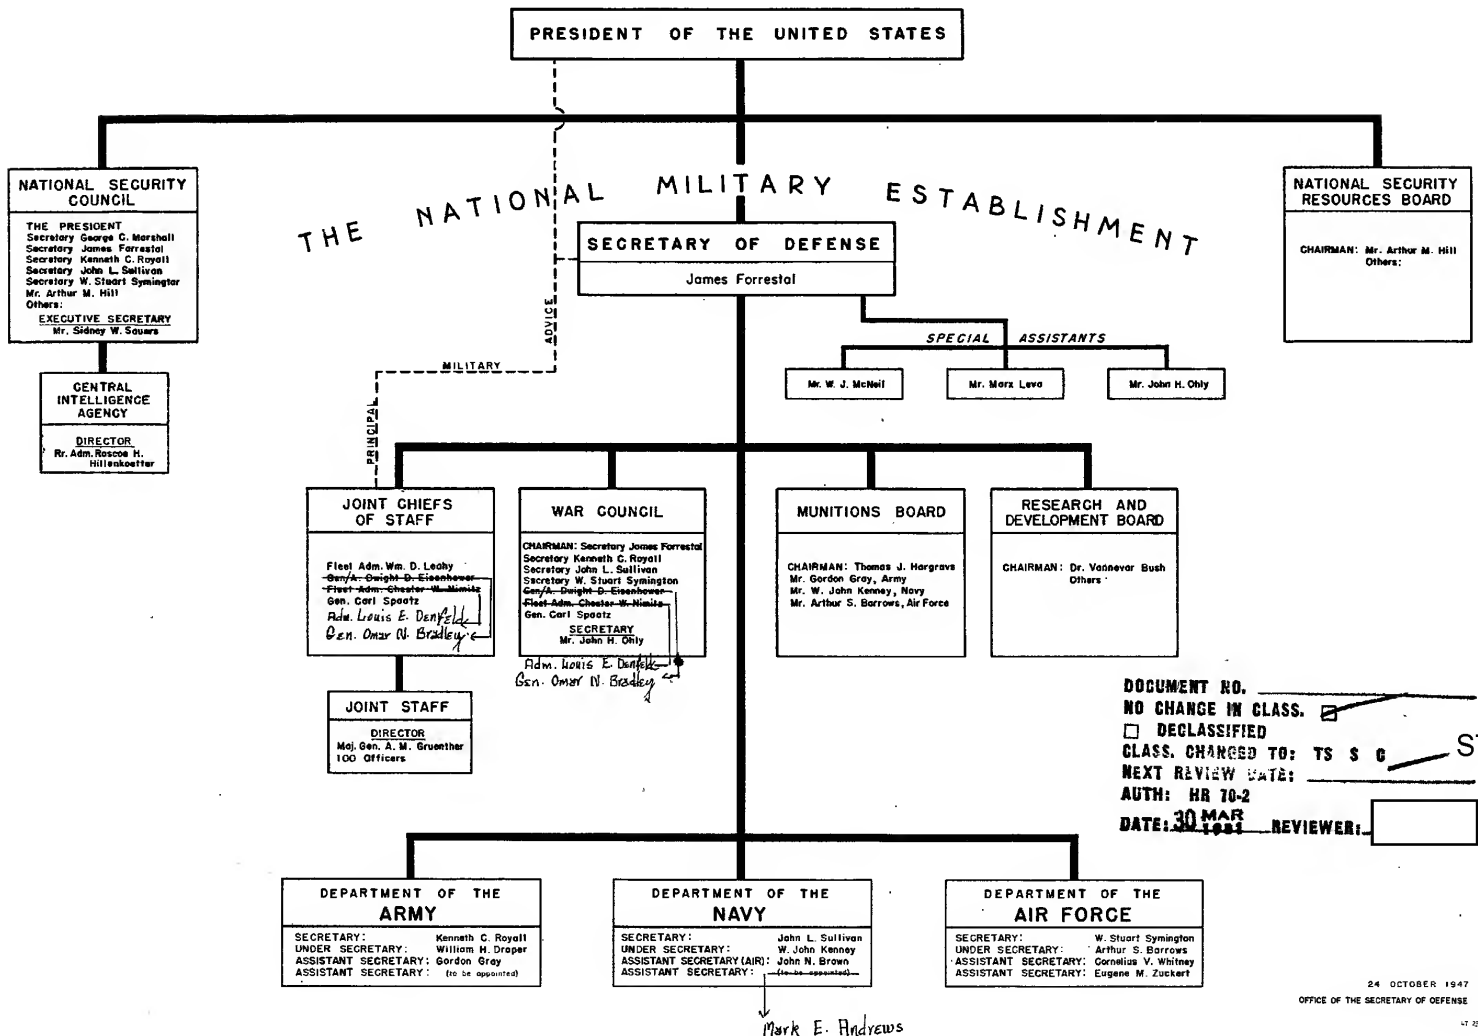 PRESIDENT OF THE UNITED STATES
THE NATIONAL MILITARY ESTABLISHMENT
NATIONAL SECURITY
COUNCIL
THE PRESIDENT
Secretary George C. Marshall
Secretary James Forrestal
Secretary Kenneth C. Royall
Secretary John L. Sullivan
Secretary W. Stuart Symington
Mr. Arthur M. Hill
Others:
EXECUTIVE SECRETARY
Mr. Sidney W. Souers
CENTRAL
INTELLIGENCE
AGENCY
DIRECTOR
Rr. Adm. Roscoe H.
Hillenkoetter
SECRETARY OF DEFENSE
James Forrestal
NATIONAL SECURITY
RESOURCES BOARD
CHAIRMAN: Mr. Arthur M. Hill
Others:
PRINCIPAL
MILITARY
ADVICE
SPECIAL ASSISTANTS
Mr. W. J. McNeil
Mr. Marx Leva
Mr. John H. Ohly
JOINT CHIEFS
OF STAFF
Fleet Adm. Wm. D. Leahy
Gen/A. Dwight D. Eisenhower
Fleet Adm. Chester W. Nimitz
Gen. Carl Spaatz
Adm. Louis E. Denfeld
Gen. Omar N. Bradley
JOINT STAFF
DIRECTOR
Maj. Gen. A. M. Gruenther
100 Officers
WAR COUNCIL
CHAIRMAN: Secretary James Forrestal
Secretary Kenneth C. Royall
Secretary John L. Sullivan
Secretary W. Stuart Symington
Gen/A. Dwight D. Eisenhower
Fleet Adm. Chester W. Nimitz
Gen. Carl Spaatz
SECRETARY
Mr. John H. Ohly
Adm. Louis E. Denfeld
Gen. Omar N. Bradley
MUNITIONS BOARD
CHAIRMAN: Thomas J. Hargrave
Mr. Gordon Gray, Army
Mr. W. John Kenney, Navy
Mr. Arthur S. Barrows, Air Force
RESEARCH AND
DEVELOPMENT BOARD
CHAIRMAN: Dr. Vannevar Bush
Others
DOCUMENT NO.
NO CHANGE IN CLASS. ☑
☐ DECLASSIFIED
CLASS. CHANGED TO: TS S C
NEXT REVIEW DATE:
AUTH: HR 70-2
DATE: 30 MAR 1981 REVIEWER:
DEPARTMENT OF THE
ARMY
SECRETARY: Kenneth C. Royall
UNDER SECRETARY: William H. Draper
ASSISTANT SECRETARY: Gordon Gray
ASSISTANT SECRETARY: (to be appointed)
DEPARTMENT OF THE
NAVY
SECRETARY: John L. Sullivan
UNDER SECRETARY: W. John Kenney
ASSISTANT SECRETARY (AIR): John N. Brown
ASSISTANT SECRETARY: (to be appointed)
Mark E. Andrews
DEPARTMENT OF THE
AIR FORCE
SECRETARY: W. Stuart Symington
UNDER SECRETARY: Arthur S. Barrows
ASSISTANT SECRETARY: Cornelius V. Whitney
ASSISTANT SECRETARY: Eugene M. Zuckert
24 OCTOBER 1947
OFFICE OF THE SECRETARY OF DEFENSE